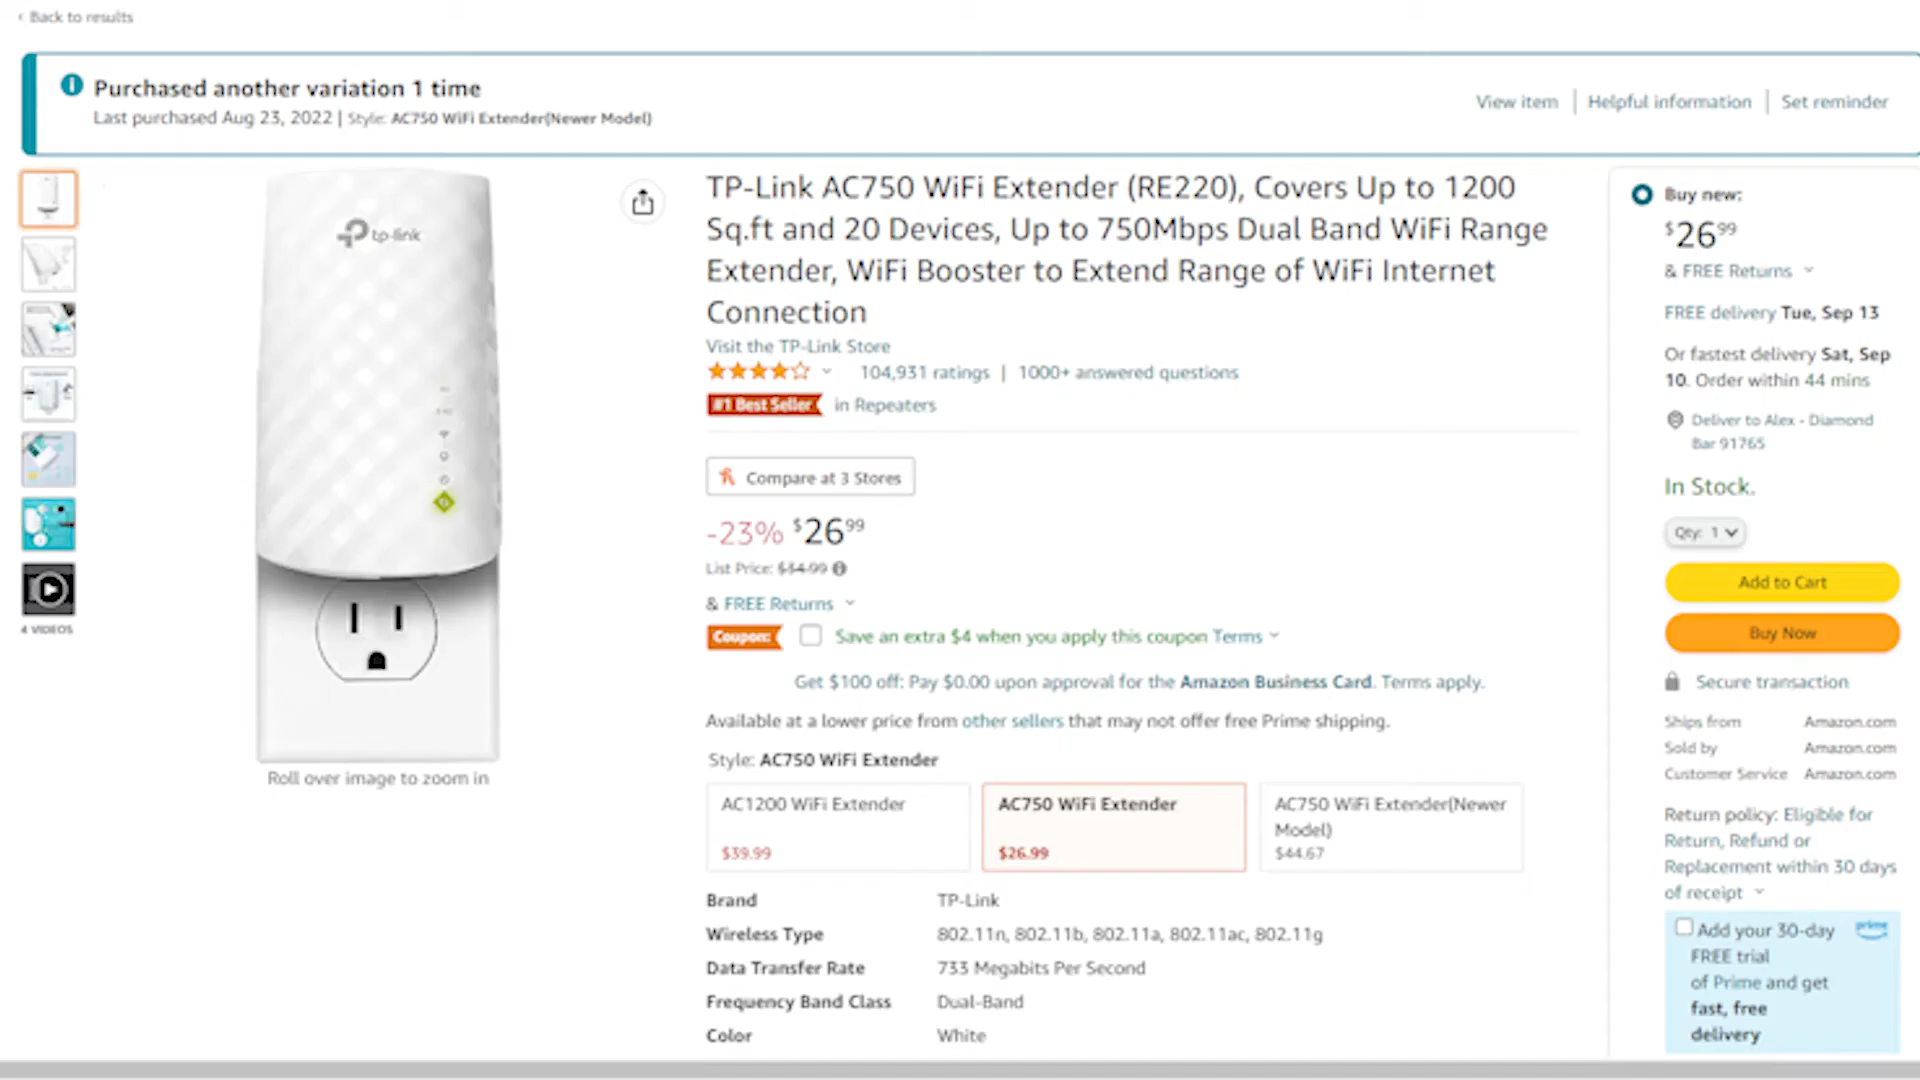 ‹ Back to results
Purchased another variation 1 time
Last purchased Aug 23, 2022 | Style: AC750 WiFi Extender(Newer Model)
View item | Helpful information | Set reminder
tp-link
4 VIDEOS
Roll over image to zoom in
TP-Link AC750 WiFi Extender (RE220), Covers Up to 1200
Sq.ft and 20 Devices, Up to 750Mbps Dual Band WiFi Range
Extender, WiFi Booster to Extend Range of WiFi Internet
Connection
Visit the TP-Link Store
104,931 ratings | 1000+ answered questions
#1 Best Seller in Repeaters
Compare at 3 Stores
-23% $2699
List Price: $34.99
& FREE Returns
Coupon: Save an extra $4 when you apply this coupon Terms
Get $100 off: Pay $0.00 upon approval for the Amazon Business Card. Terms apply.
Available at a lower price from other sellers that may not offer free Prime shipping.
Style: AC750 WiFi Extender
AC1200 WiFi Extender
$39.99
AC750 WiFi Extender
$26.99
AC750 WiFi Extender(Newer
Model)
$44.67
Brand TP-Link
Wireless Type 802.11n, 802.11b, 802.11a, 802.11ac, 802.11g
Data Transfer Rate 733 Megabits Per Second
Frequency Band Class Dual-Band
Color White
Buy new:
$2699
& FREE Returns
FREE delivery Tue, Sep 13
Or fastest delivery Sat, Sep
10. Order within 44 mins
Deliver to Alex - Diamond
Bar 91765
In Stock.
Qty: 1
Add to Cart
Buy Now
Secure transaction
Ships from Amazon.com
Sold by Amazon.com
Customer Service Amazon.com
Return policy: Eligible for
Return, Refund or
Replacement within 30 days
of receipt
Add your 30-day prime
FREE trial
of Prime and get
fast, free
delivery